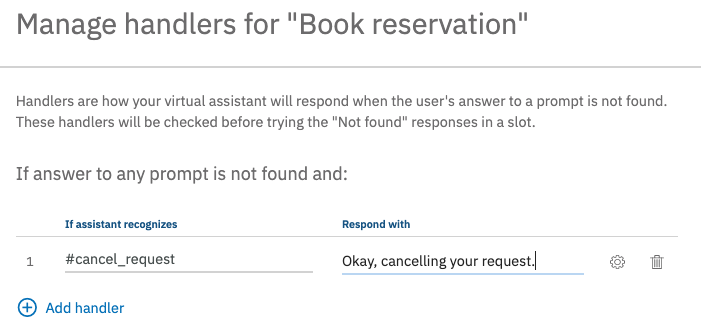 Manage handlers for "Book reservation"
Handlers are how your virtual assistant will respond when the user's answer to a prompt is not found.
These handlers will be checked before trying the "Not found" responses in a slot.
If answer to any prompt is not found and:
If assistant recognizes Respond with
1 #cancel_request Okay, cancelling your request.
Add handler